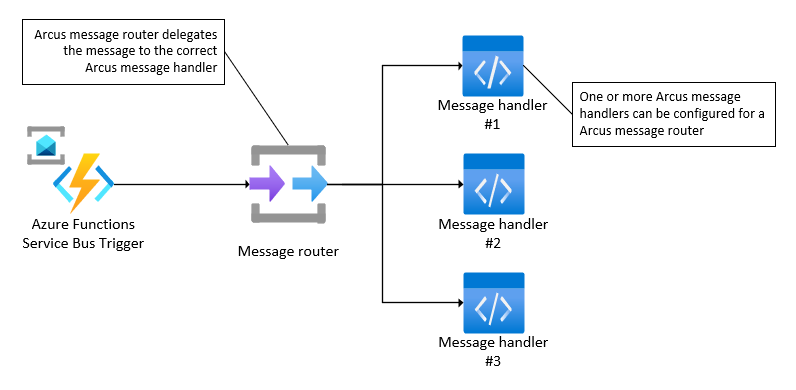 Arcus message router delegates
the message to the correct
Arcus message handler
Message handler
#1
One or more Arcus message
handlers can be configured for a
Arcus message router
Azure Functions
Service Bus Trigger
Message router
Message handler
#2
Message handler
#3